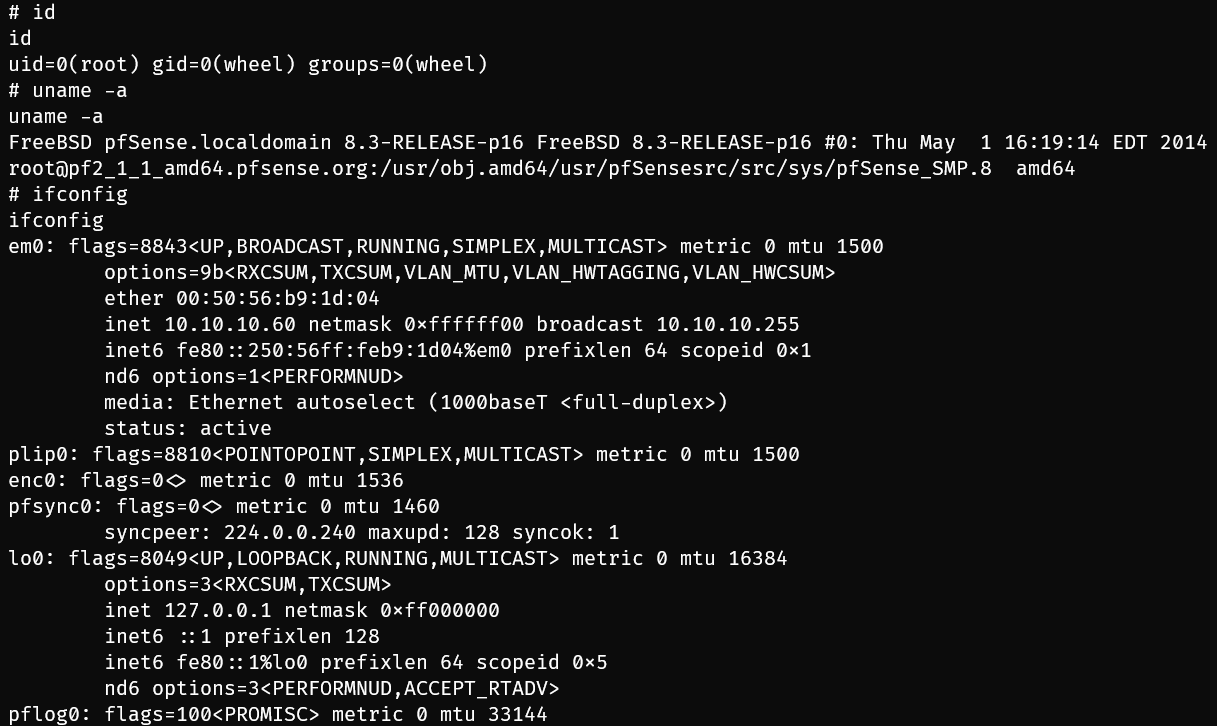 # id
id
uid=0(root) gid=0(wheel) groups=0(wheel)
# uname -a
uname -a
FreeBSD pfSense.localdomain 8.3-RELEASE-p16 FreeBSD 8.3-RELEASE-p16 #0: Thu May  1 16:19:14 EDT 2014
root@pf2_1_1_amd64.pfsense.org:/usr/obj.amd64/usr/pfSensesrc/src/sys/pfSense_SMP.8  amd64
# ifconfig
ifconfig
em0: flags=8843<UP,BROADCAST,RUNNING,SIMPLEX,MULTICAST> metric 0 mtu 1500
        options=9b<RXCSUM,TXCSUM,VLAN_MTU,VLAN_HWTAGGING,VLAN_HWCSUM>
        ether 00:50:56:b9:1d:04
        inet 10.10.10.60 netmask 0xffffff00 broadcast 10.10.10.255
        inet6 fe80::250:56ff:feb9:1d04%em0 prefixlen 64 scopeid 0x1
        nd6 options=1<PERFORMNUD>
        media: Ethernet autoselect (1000baseT <full-duplex>)
        status: active
plip0: flags=8810<POINTOPOINT,SIMPLEX,MULTICAST> metric 0 mtu 1500
enc0: flags=0<> metric 0 mtu 1536
pfsync0: flags=0<> metric 0 mtu 1460
        syncpeer: 224.0.0.240 maxupd: 128 syncok: 1
lo0: flags=8049<UP,LOOPBACK,RUNNING,MULTICAST> metric 0 mtu 16384
        options=3<RXCSUM,TXCSUM>
        inet 127.0.0.1 netmask 0xff000000
        inet6 ::1 prefixlen 128
        inet6 fe80::1%lo0 prefixlen 64 scopeid 0x5
        nd6 options=3<PERFORMNUD,ACCEPT_RTADV>
pflog0: flags=100<PROMISC> metric 0 mtu 33144